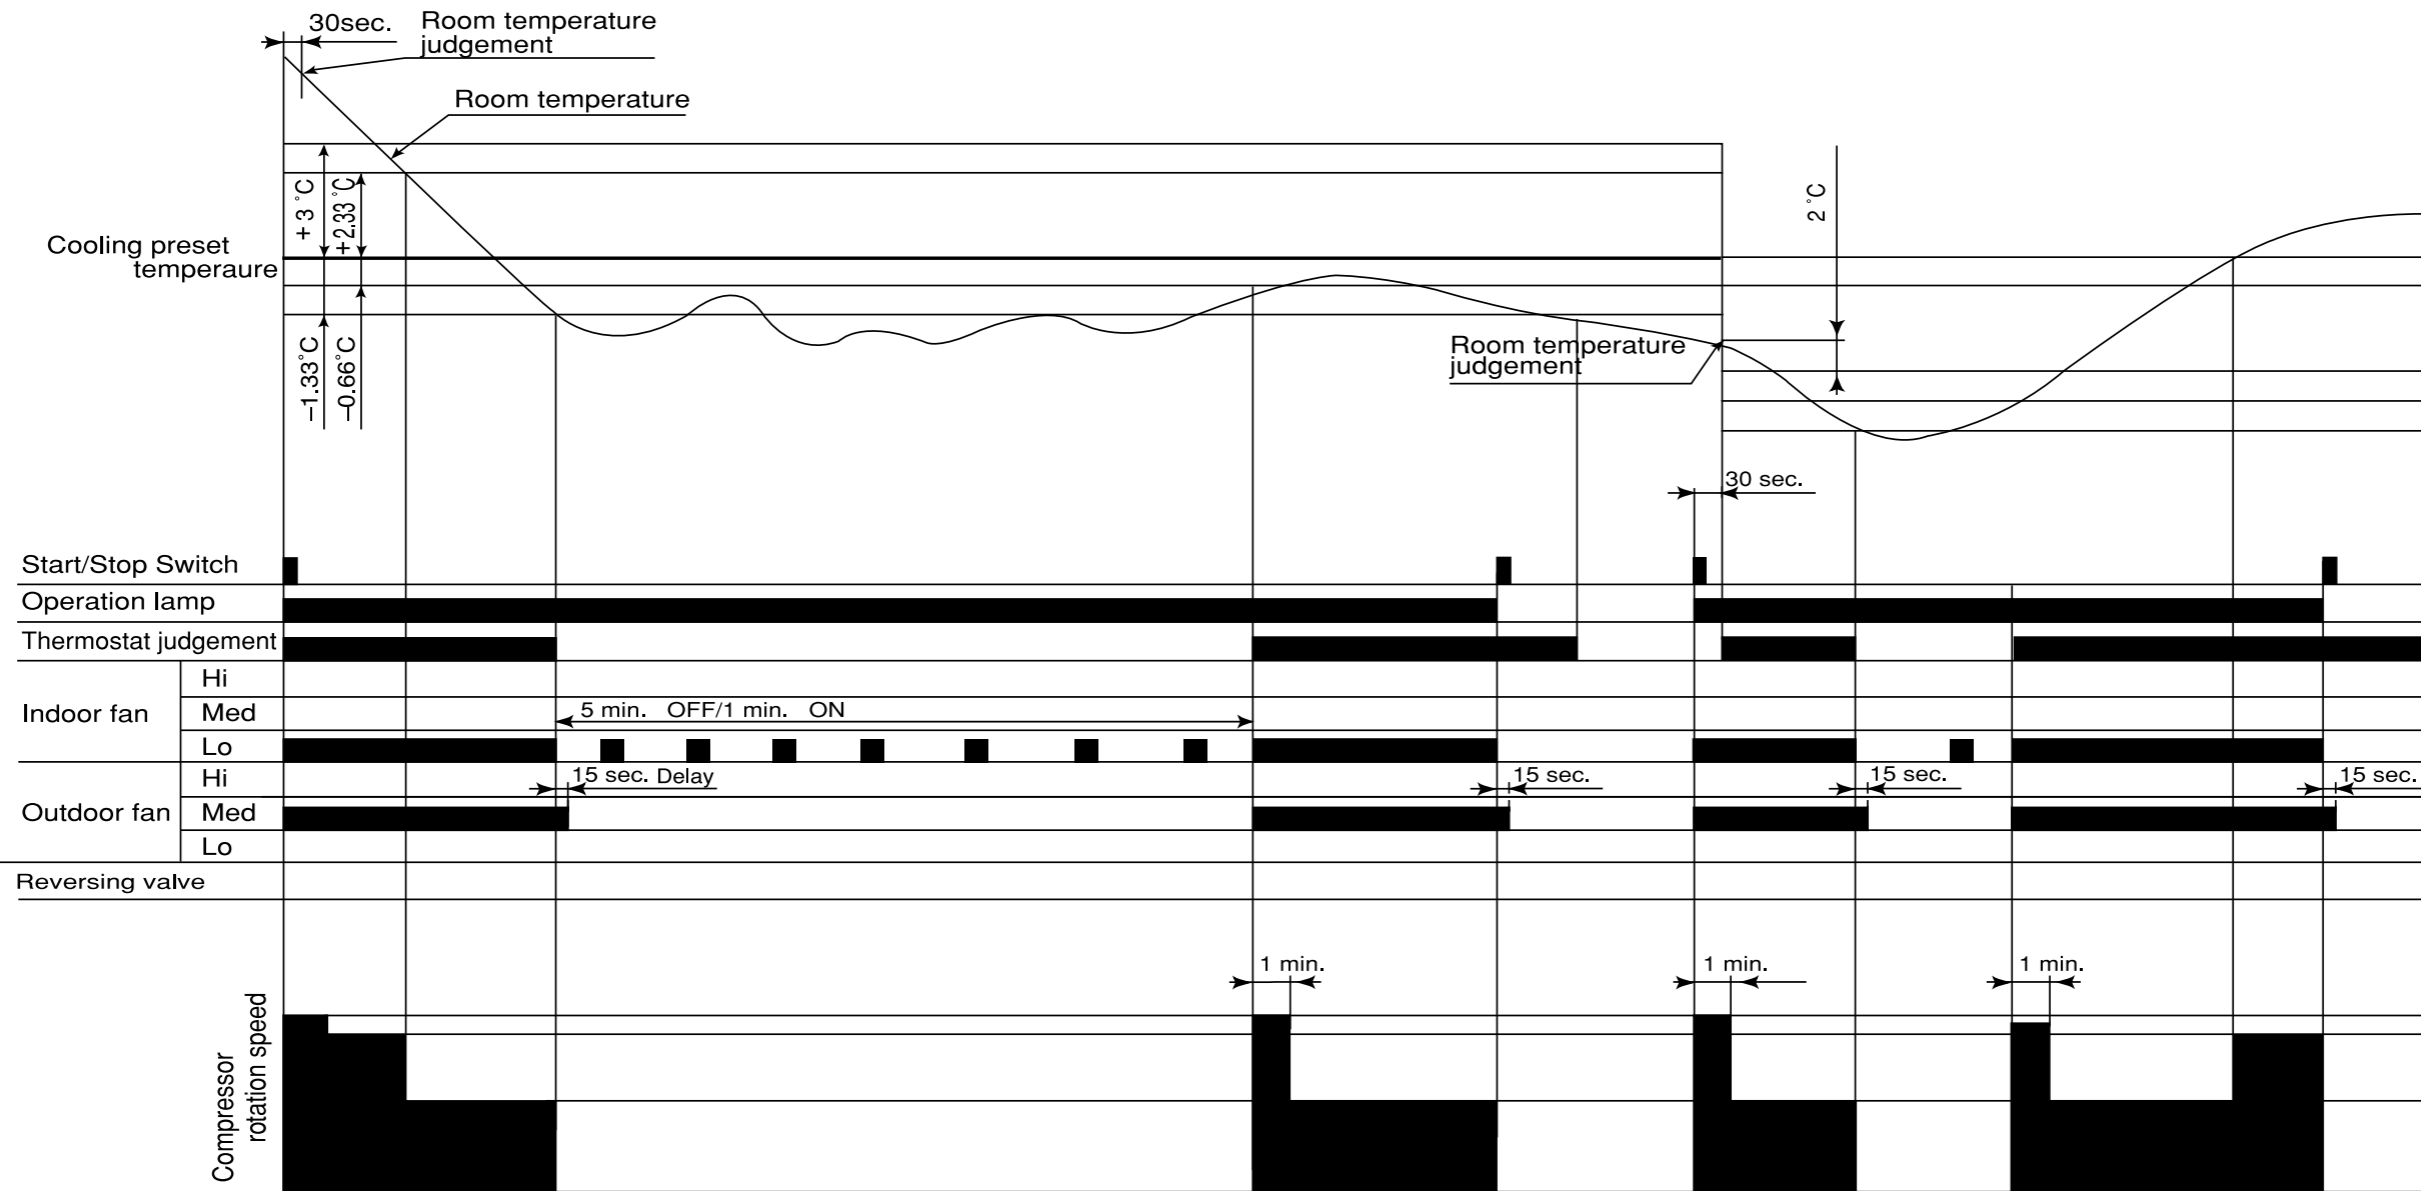 30sec.
Room temperature
judgement
Room temperature
+ 3 °C
+2.33 °C
2 °C
Cooling preset
temperaure
−1.33°C
−0.66°C
Room temperature
judgement
30 sec.
Start/Stop Switch
Operation lamp
Thermostat judgement
Indoor fan
Hi
Med
Lo
5 min. OFF/1 min. ON
Outdoor fan
Hi
Med
Lo
15 sec. Delay
15 sec.
15 sec.
15 sec.
Reversing valve
1 min.
1 min.
1 min.
Compressor
rotation speed